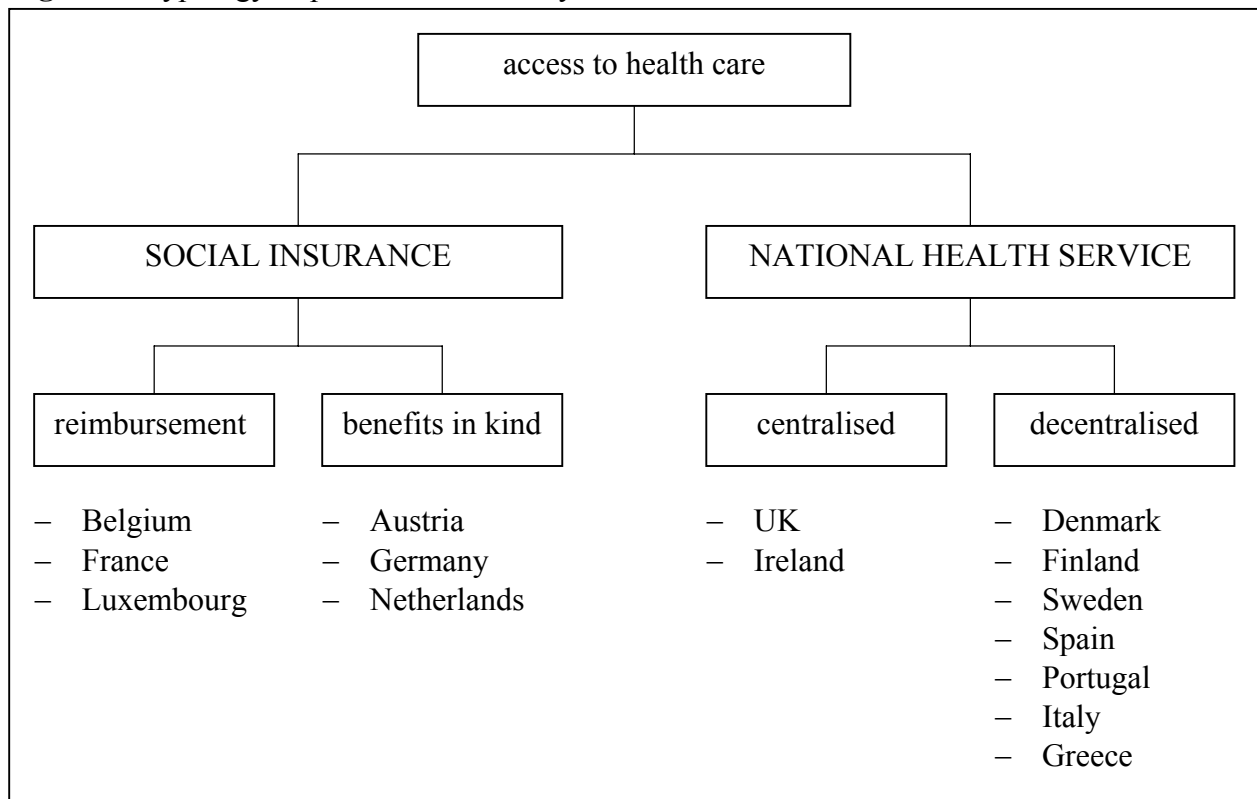 access to health care
SOCIAL INSURANCE
NATIONAL HEALTH SERVICE
reimbursement
benefits in kind
centralised
decentralised
– Belgium
– France
– Luxembourg
– Austria
– Germany
– Netherlands
– UK
– Ireland
– Denmark
– Finland
– Sweden
– Spain
– Portugal
– Italy
– Greece